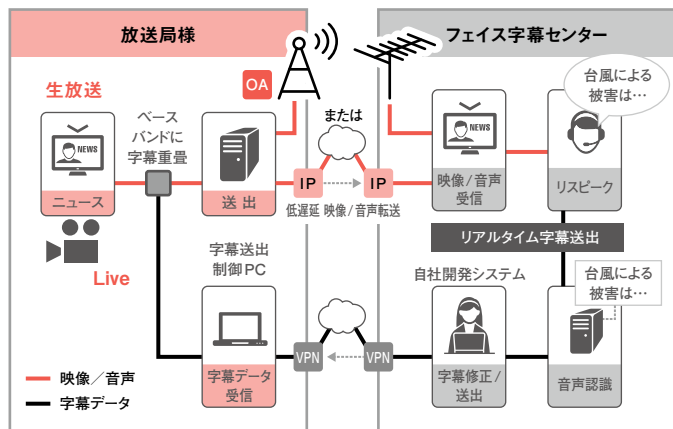 放送局様
フェイス字幕センター
OA
生放送
NEWS
ニュース
Live
ベース
バンドに
字幕重畳
送出
または
IP
IP
低遅延 映像/音声転送
NEWS
映像/音声
受信
台風による
被害は…
リスピーク
リアルタイム字幕送出
字幕送出
制御PC
字幕データ
受信
VPN
VPN
自社開発システム
字幕修正/
送出
台風による
被害は…
音声認識
映像/音声
字幕データ